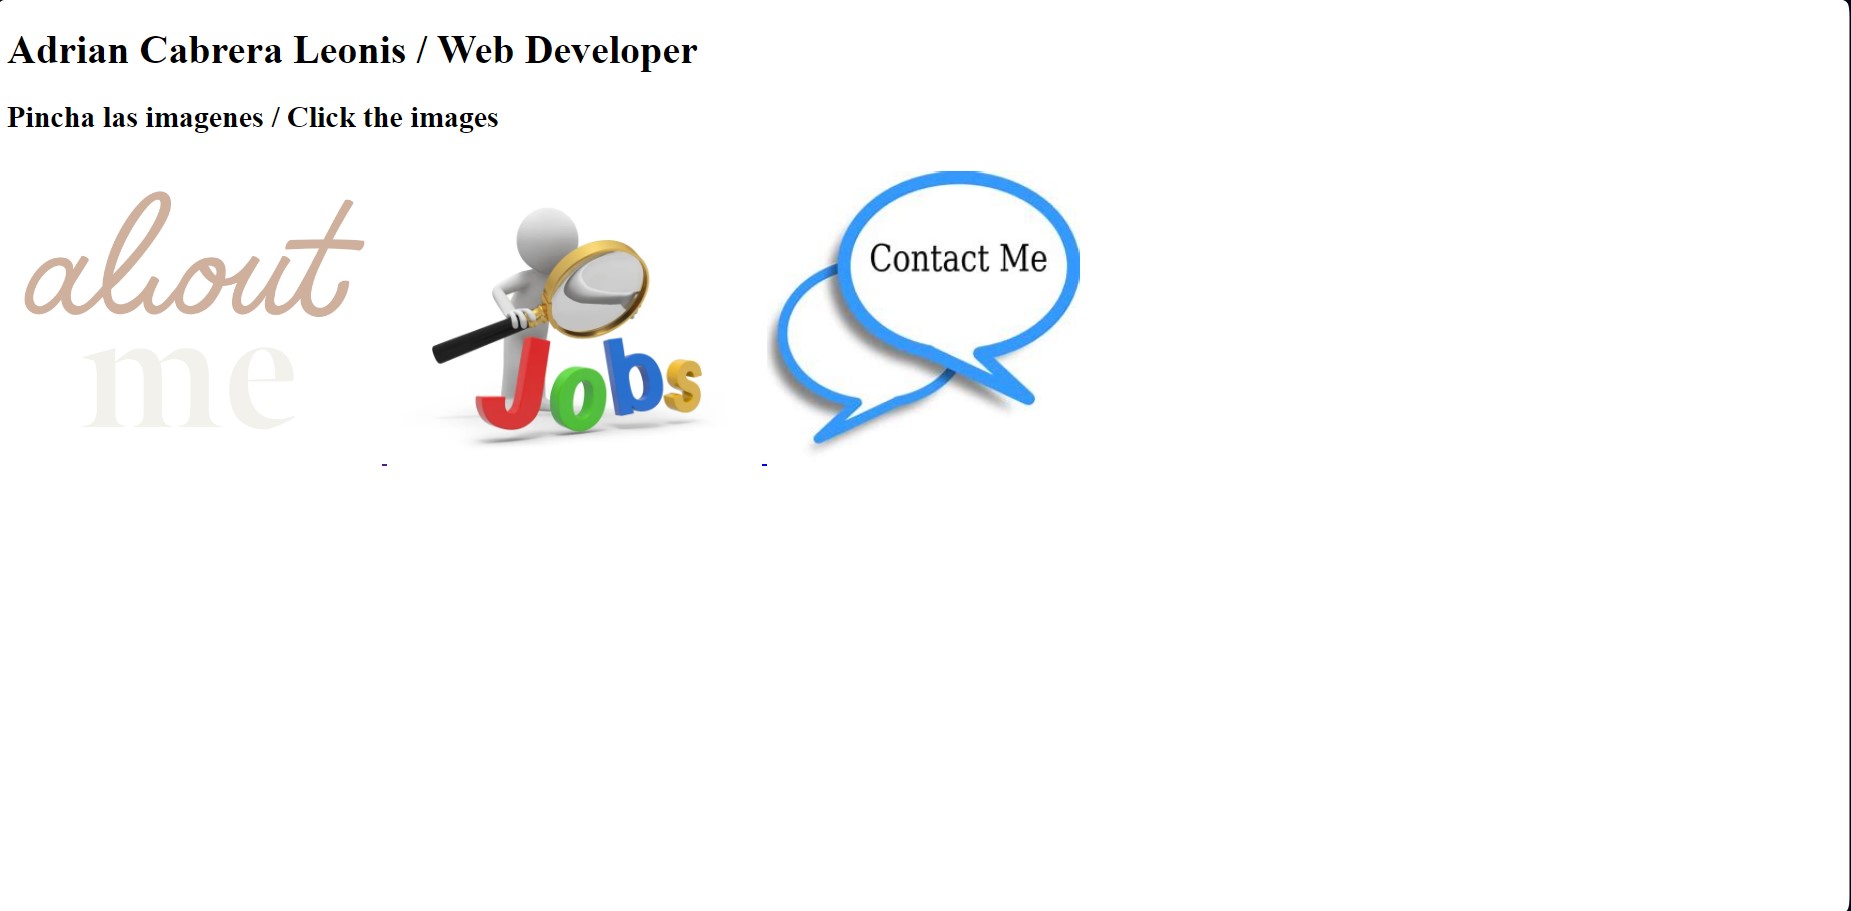 Adrian Cabrera Leonis / Web Developer
Pincha las imagenes / Click the images
about
me
Jobs
Contact Me